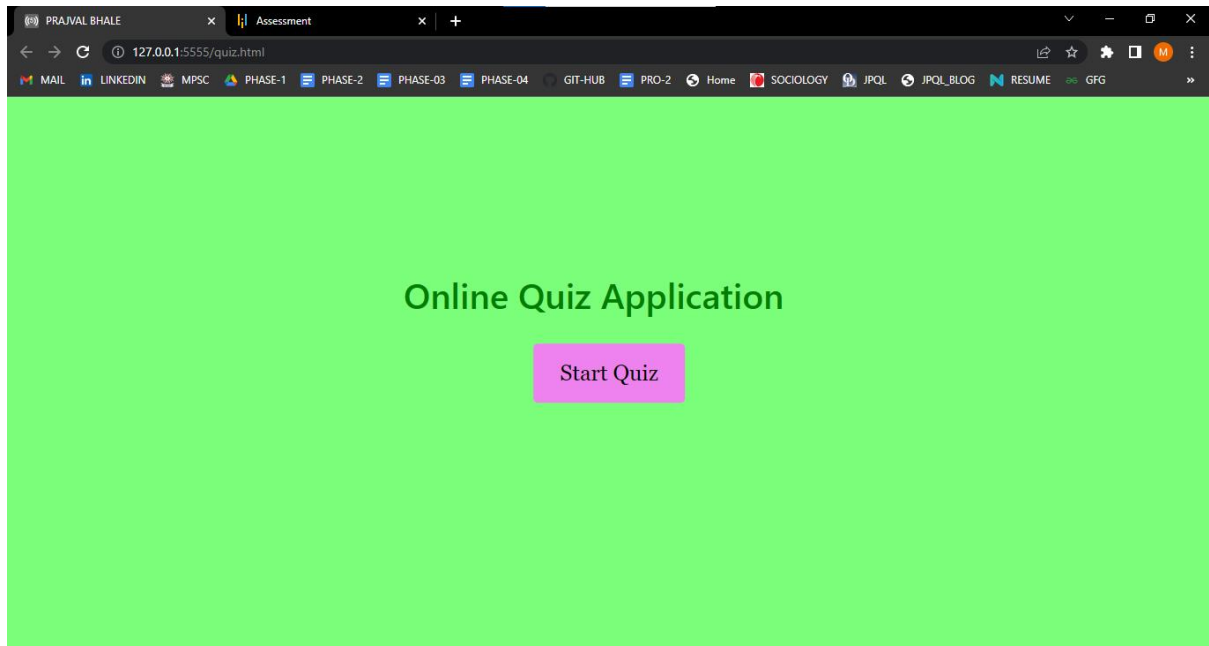 PRAJVAL BHALE Assessment
127.0.0.1:5555/quiz.html M
MAIL in LINKEDIN MPSC PHASE-1 PHASE-2 PHASE-03 PHASE-04 GIT-HUB PRO-2 Home SOCIOLOGY JPQL JPQL_BLOG RESUME GFG »
Online Quiz Application
Start Quiz